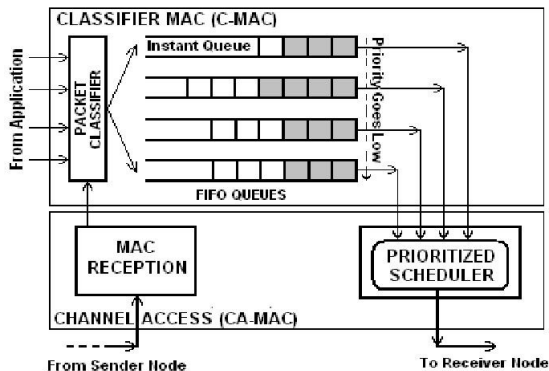 CLASSIFIER MAC (C-MAC)
From Application
PACKET CLASSIFIER
Instant Queue
Priority Goes Low
FIFO QUEUES
MAC
RECEPTION
PRIORITIZED
SCHEDULER
CHANNEL ACCESS (CA-MAC)
From Sender Node
To Receiver Node